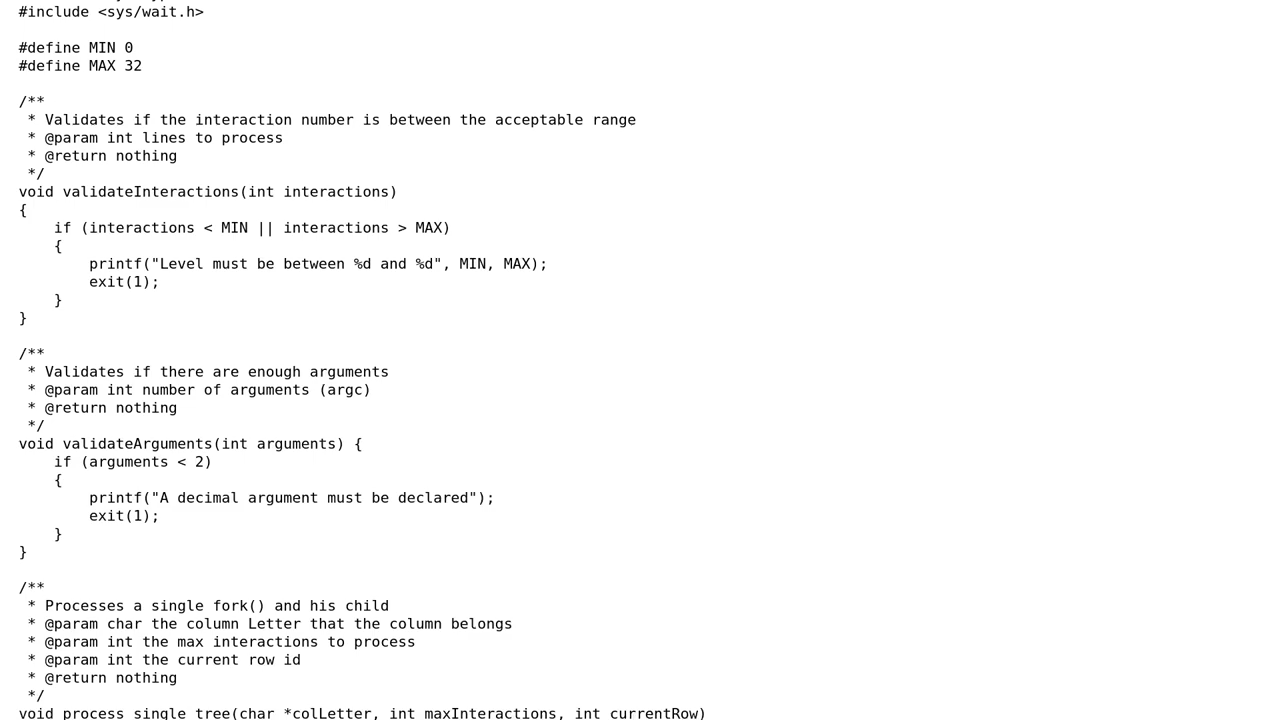 #include <sys/wait.h>

#define MIN 0
#define MAX 32

/**
 * Validates if the interaction number is between the acceptable range
 * @param int lines to process
 * @return nothing
 */
void validateInteractions(int interactions)
{
    if (interactions < MIN || interactions > MAX)
    {
        printf("Level must be between %d and %d", MIN, MAX);
        exit(1);
    }
}

/**
 * Validates if there are enough arguments
 * @param int number of arguments (argc)
 * @return nothing
 */
void validateArguments(int arguments) {
    if (arguments < 2)
    {
        printf("A decimal argument must be declared");
        exit(1);
    }
}

/**
 * Processes a single fork() and his child
 * @param char the column Letter that the column belongs
 * @param int the max interactions to process
 * @param int the current row id
 * @return nothing
 */
void process_single_tree(char *colLetter, int maxInteractions, int currentRow)